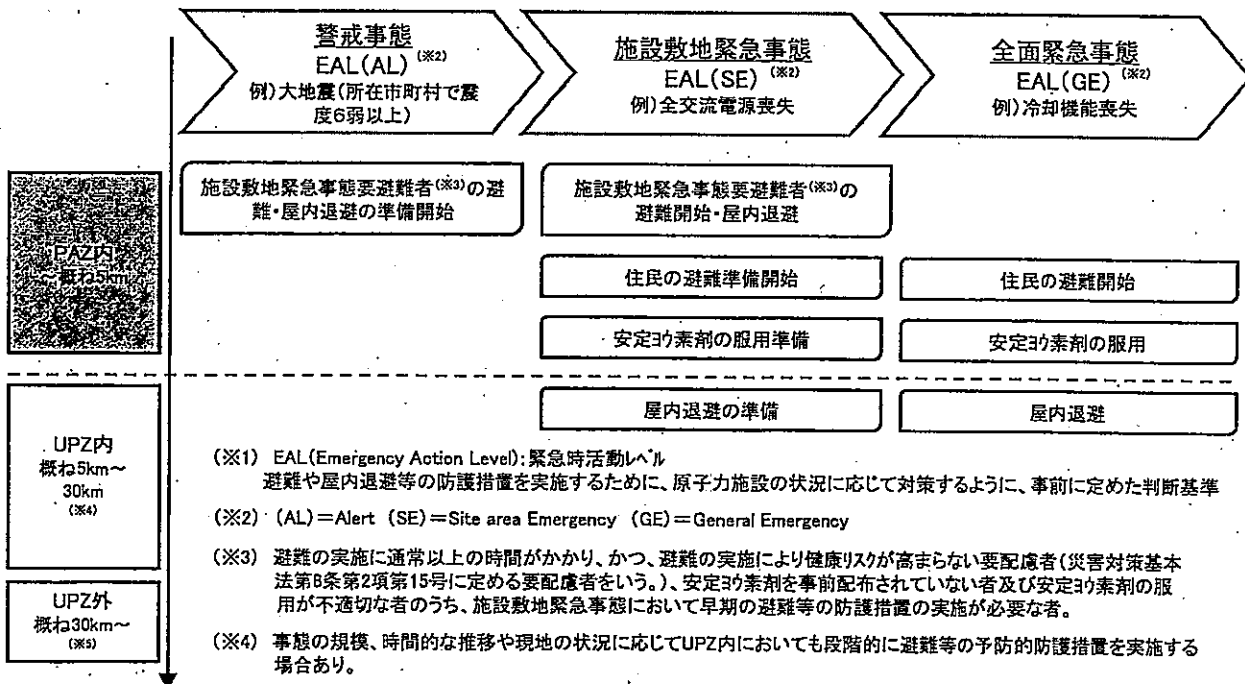 警戒事態
EAL(AL) (※2)
例)大地震(所在市町村で震
度6弱以上)
施設敷地緊急事態
EAL(SE) (※2)
例)全交流電源喪失
全面緊急事態
EAL(GE) (※2)
例)冷却機能喪失
PAZ内
~概ね5km
施設敷地緊急事態要避難者(※3)の避
難・屋内退避の準備開始
施設敷地緊急事態要避難者(※3)の
避難開始・屋内退避
住民の避難準備開始
住民の避難開始
安定ヨウ素剤の服用準備
安定ヨウ素剤の服用
UPZ内
概ね5km~
30km
(※4)
屋内退避の準備
屋内退避
(※1) EAL(Emergency Action Level):緊急時活動レベル
避難や屋内退避等の防護措置を実施するために、原子力施設の状況に応じて対策するように、事前に定めた判断基準
(※2) (AL)=Alert (SE)=Site area Emergency (GE)=General Emergency
(※3) 避難の実施に通常以上の時間がかかり、かつ、避難の実施により健康リスクが高まらない要配慮者(災害対策基本
法第8条第2項第15号に定める要配慮者をいう。)、安定ヨウ素剤を事前配布されていない者及び安定ヨウ素剤の服
用が不適切な者のうち、施設敷地緊急事態において早期の避難等の防護措置の実施が必要な者。
UPZ外
概ね30km~
(※5)
(※4) 事態の規模、時間的な推移や現地の状況に応じてUPZ内においても段階的に避難等の予防的防護措置を実施する
場合あり。